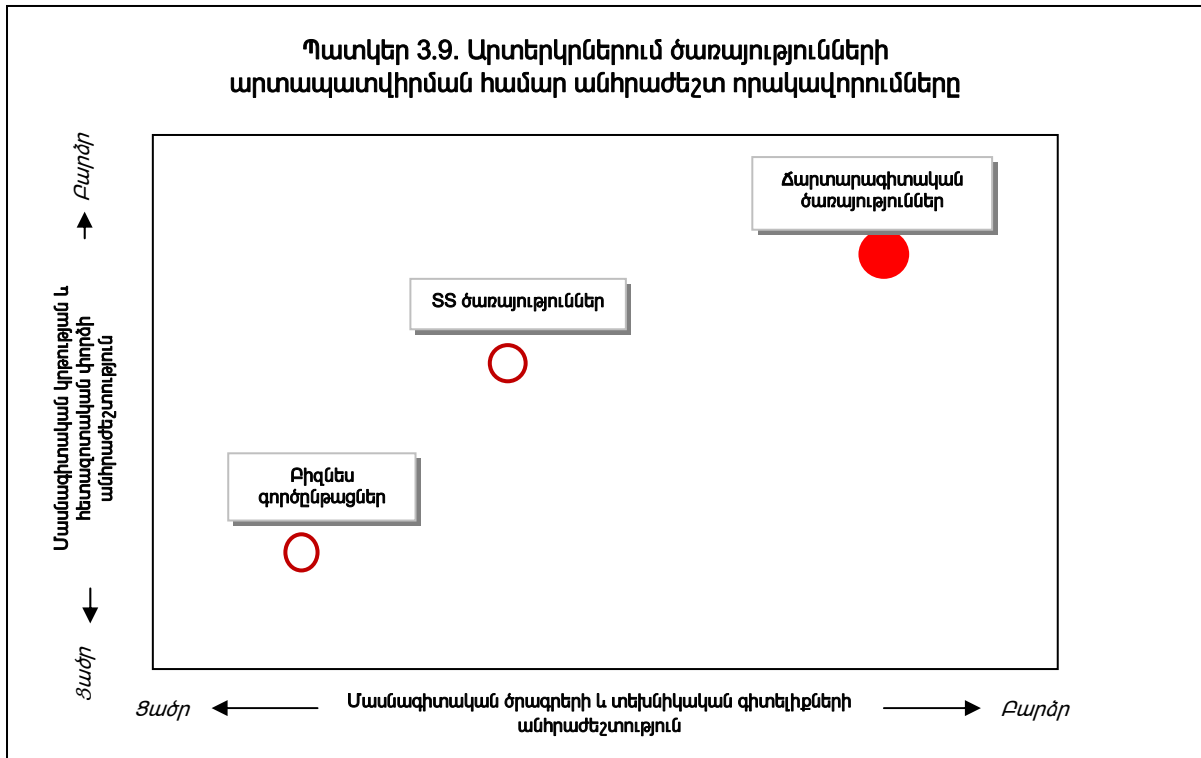 Պատկեր 3.9. Արտերկրներում ծառայությունների
արտապատվիրման համար անհրաժեշտ որակավորումները
Բարձր
Ճարտարագիտական
ծառայություններ
ՏՏ ծառայություններ
Մասնագիտական կրթության և
հետազոտական փորձի
անհրաժեշտություն
Բիզնես
գործընթացներ
Ցածր
Ցածր
Մասնագիտական ծրագրերի և տեխնիկական գիտելիքների
անհրաժեշտություն
Բարձր